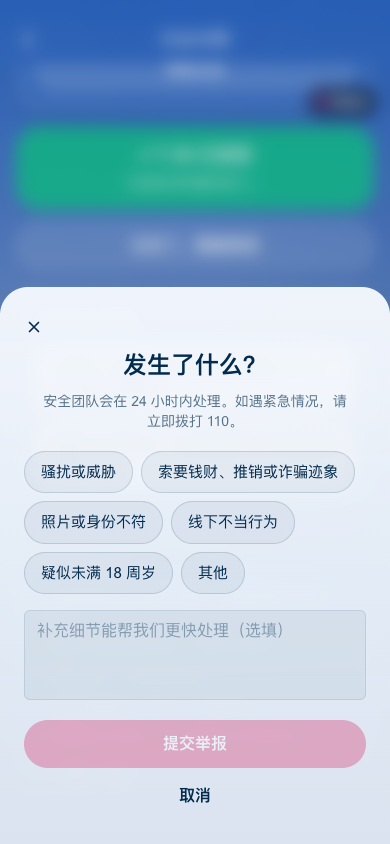 发生了什么?
安全团队会在 24 小时内处理。如遇紧急情况，请
立即拨打 110。
骚扰或威胁
索要钱财、推销或诈骗迹象
照片或身份不符
线下不当行为
疑似未满 18 周岁
其他
补充细节能帮我们更快处理（选填）
提交举报
取消